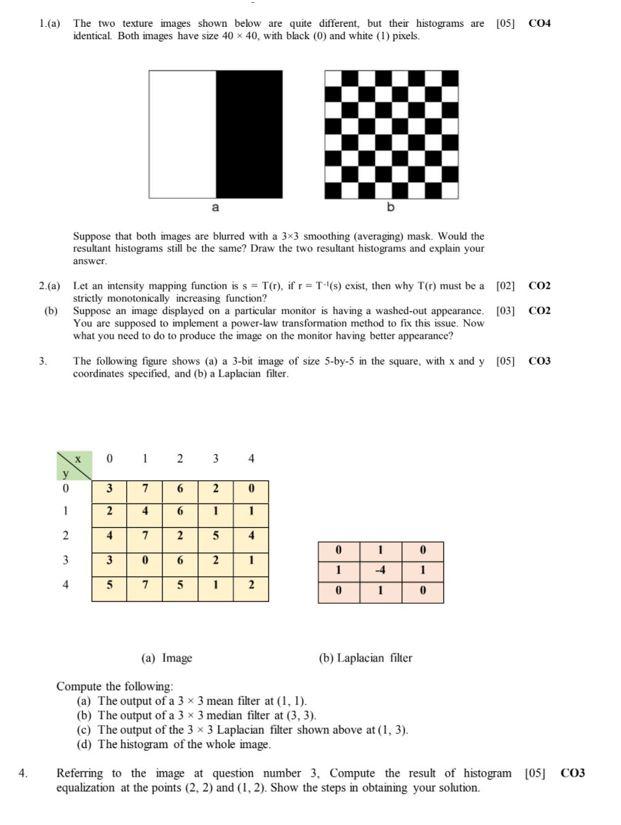 1.(a) The two texture images shown below are quite different, but their histograms are [05] CO4
identical. Both images have size 40 × 40, with black (0) and white (1) pixels.
a b
Suppose that both images are blurred with a 3×3 smoothing (averaging) mask. Would the
resultant histograms still be the same? Draw the two resultant histograms and explain your
answer.
2.(a) Let an intensity mapping function is s = T(r), if r = T⁻¹(s) exist, then why T(r) must be a [02] CO2
strictly monotonically increasing function?
(b) Suppose an image displayed on a particular monitor is having a washed-out appearance. [03] CO2
You are supposed to implement a power-law transformation method to fix this issue. Now
what you need to do to produce the image on the monitor having better appearance?
3. The following figure shows (a) a 3-bit image of size 5-by-5 in the square, with x and y [05] CO3
coordinates specified, and (b) a Laplacian filter.
x 0 1 2 3 4
y
0 3 7 6 2 0
1 2 4 6 1 1
2 4 7 2 5 4
3 3 0 6 2 1
4 5 7 5 1 2
0 1 0
1 -4 1
0 1 0
(a) Image (b) Laplacian filter
Compute the following:
(a) The output of a 3 × 3 mean filter at (1, 1).
(b) The output of a 3 × 3 median filter at (3, 3).
(c) The output of the 3 × 3 Laplacian filter shown above at (1, 3).
(d) The histogram of the whole image.
4. Referring to the image at question number 3, Compute the result of histogram [05] CO3
equalization at the points (2, 2) and (1, 2). Show the steps in obtaining your solution.